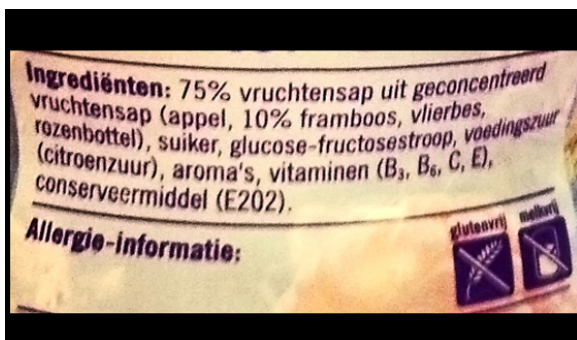 Ingrediënten: 75% vruchtensap uit geconcentreerd
vruchtensap (appel, 10% framboos, vlierbes,
rozenbottel), suiker, glucose-fructosestroop, voedingszuur
(citroenzuur), aroma's, vitaminen (B₃, B₆, C, E),
conserveermiddel (E202).
Allergie-informatie:
glutenvrij melkvrij